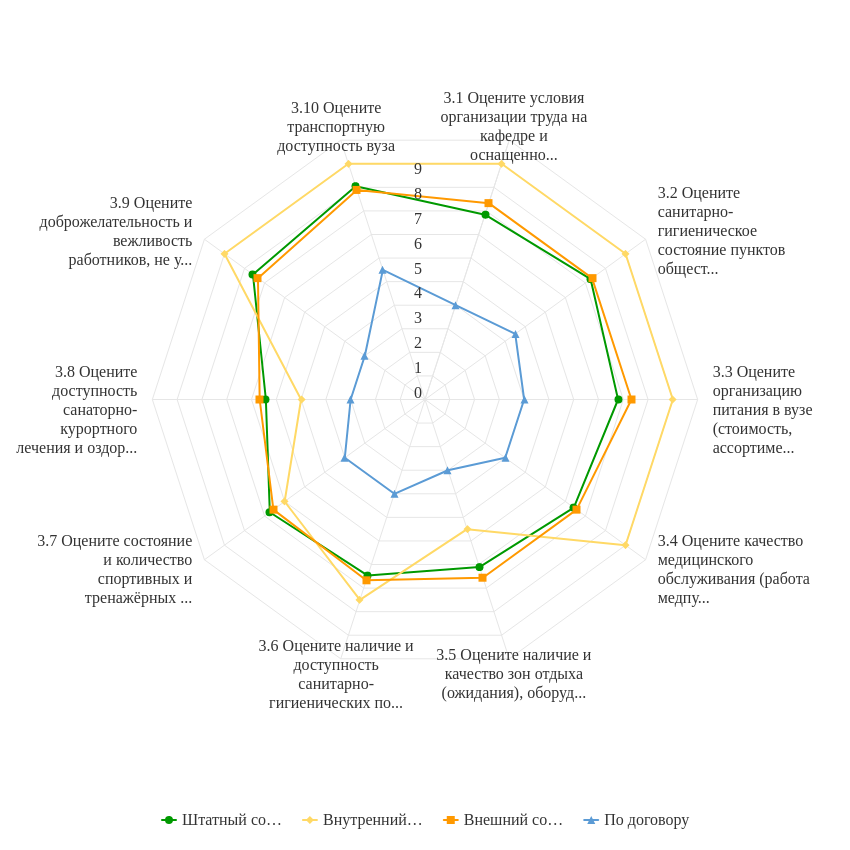 3.10 Оцените
транспортную
доступность вуза
3.1 Оцените условия
организации труда на
кафедре и
оснащенно...
3.2 Оцените
санитарно-
гигиеническое
состояние пунктов
общест...
3.3 Оцените
организацию
питания в вузе
(стоимость,
ассортиме...
3.4 Оцените качество
медицинского
обслуживания (работа
медпу...
3.5 Оцените наличие и
качество зон отдыха
(ожидания), оборуд...
3.6 Оцените наличие и
доступность
санитарно-
гигиенических по...
3.7 Оцените состояние
и количество
спортивных и
тренажёрных ...
3.8 Оцените
доступность
санаторно-
курортного
лечения и оздор...
3.9 Оцените
доброжелательность и
вежливость
работников, не у...
9
8
7
6
5
4
3
2
1
0
Штатный со…
Внутренний…
Внешний со…
По договору